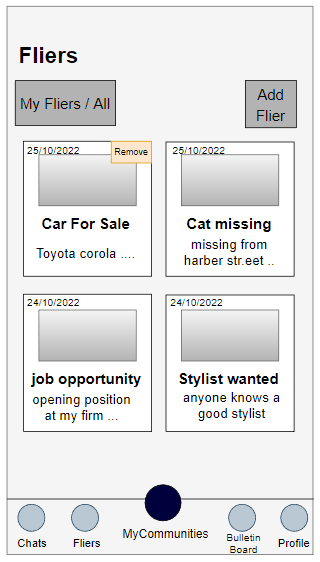 Fliers
My Fliers / All
Add
Flier
25/10/2022
Remove
Car For Sale
Toyota corola ....
25/10/2022
Cat missing
missing from
harber str.eet ..
24/10/2022
job opportunity
opening position
at my firm ...
24/10/2022
Stylist wanted
anyone knows a
good stylist
Chats
Fliers
MyCommunities
Bulletin
Board
Profile